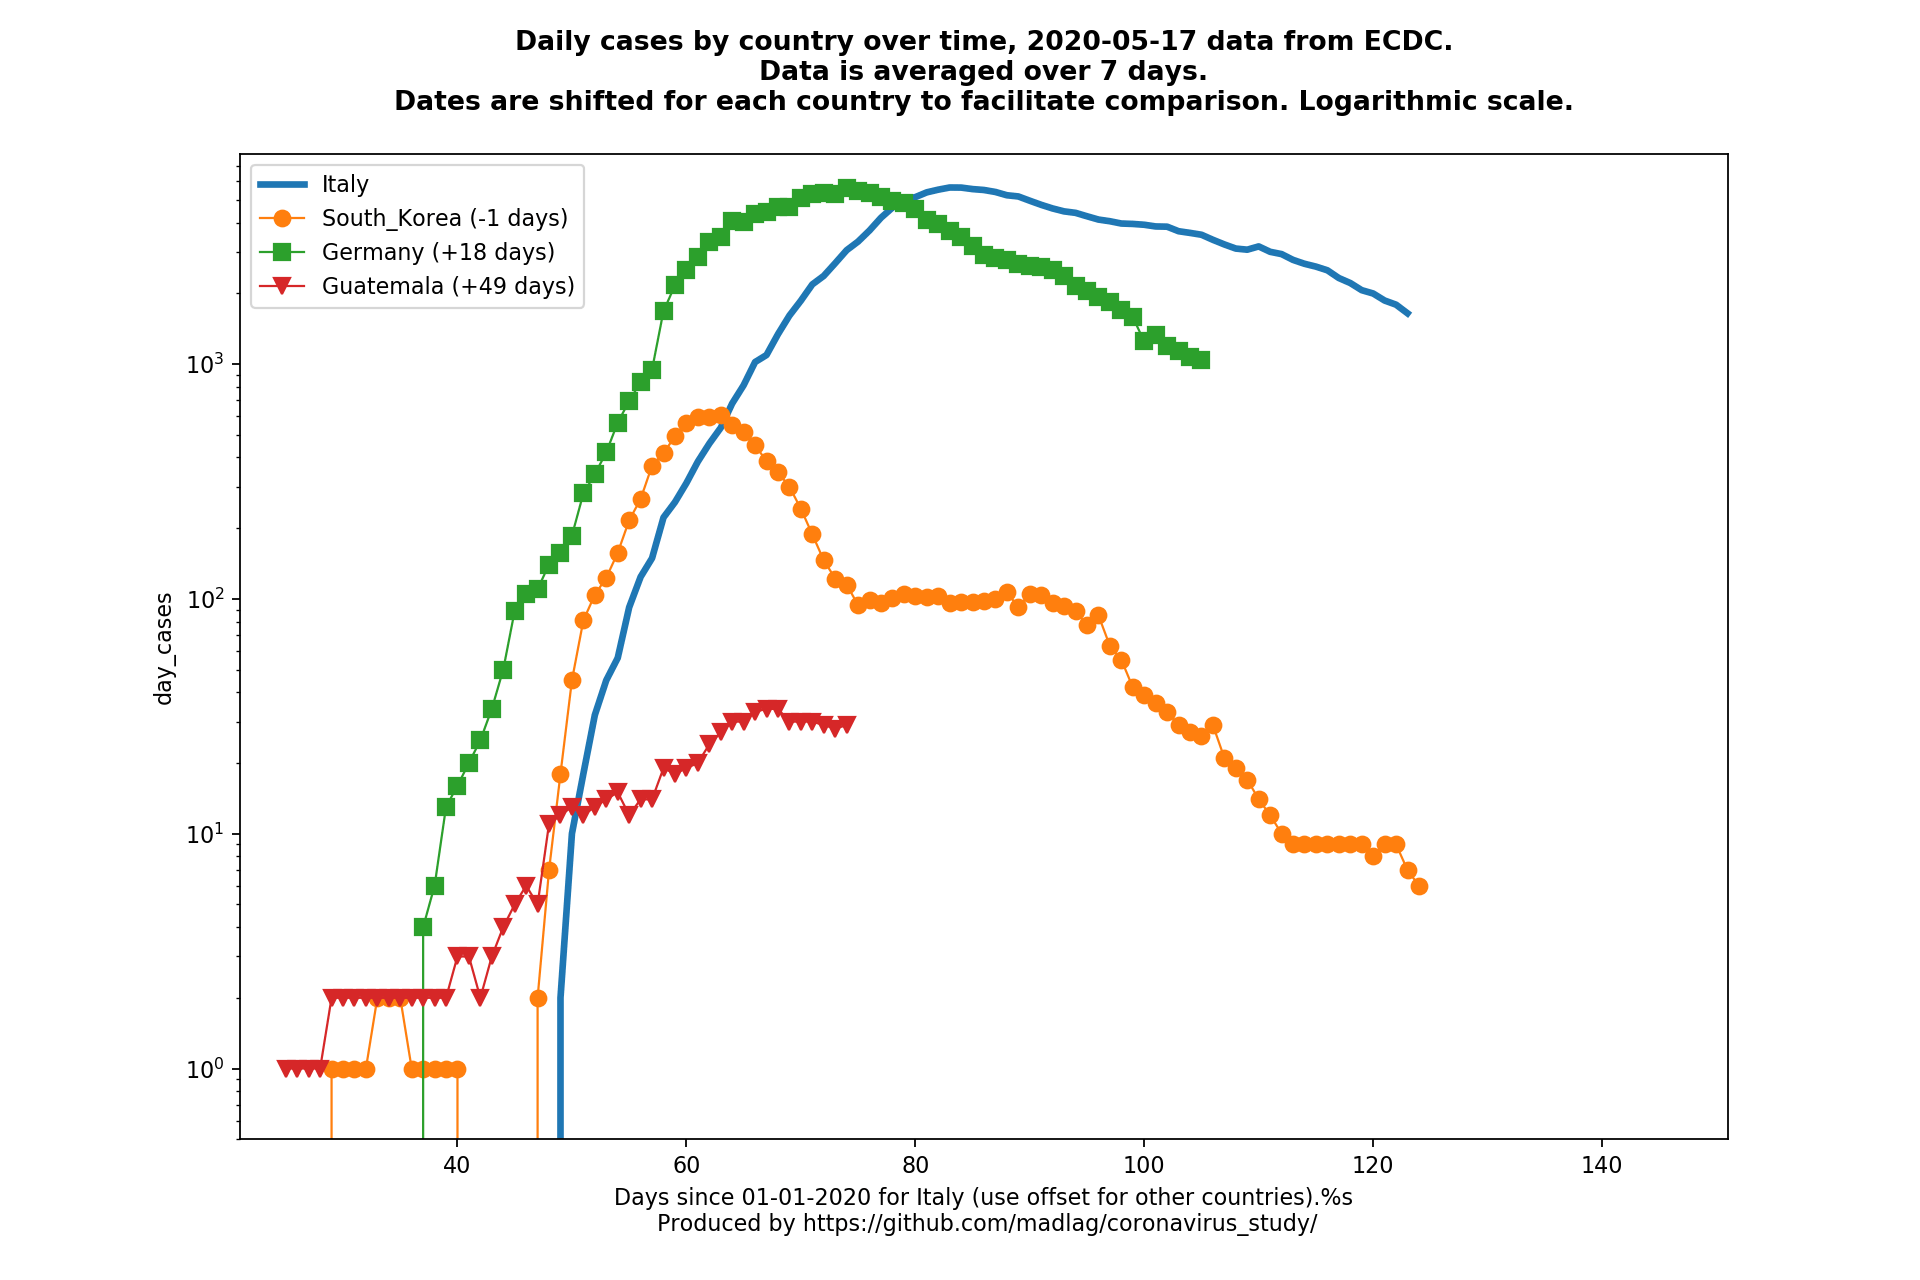 Daily cases by country over time, 2020-05-17 data from ECDC.
Data is averaged over 7 days.
Dates are shifted for each country to facilitate comparison. Logarithmic scale.
Italy
South_Korea (-1 days)
Germany (+18 days)
Guatemala (+49 days)
day_cases
10³
10²
10¹
10⁰
40 60 80 100 120 140
Days since 01-01-2020 for Italy (use offset for other countries).%s
Produced by https://github.com/madlag/coronavirus_study/